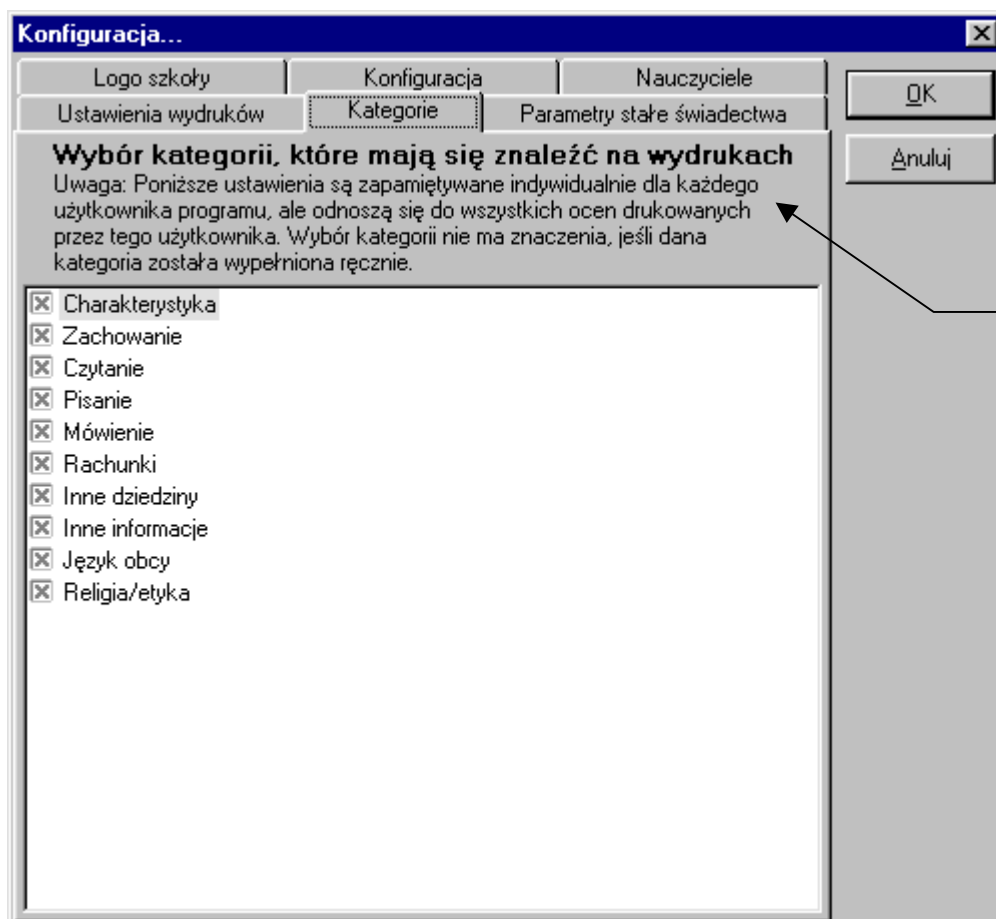 Konfiguracja...
Logo szkoły
Konfiguracja
Nauczyciele
Ustawienia wydruków
Kategorie
Parametry stałe świadectwa
OK
Anuluj
Wybór kategorii, które mają się znaleźć na wydrukach
Uwaga: Poniższe ustawienia są zapamiętywane indywidualnie dla każdego
użytkownika programu, ale odnoszą się do wszystkich ocen drukowanych
przez tego użytkownika. Wybór kategorii nie ma znaczenia, jeśli dana
kategoria została wypełniona ręcznie.
Charakterystyka
Zachowanie
Czytanie
Pisanie
Mówienie
Rachunki
Inne dziedziny
Inne informacje
Język obcy
Religia/etyka